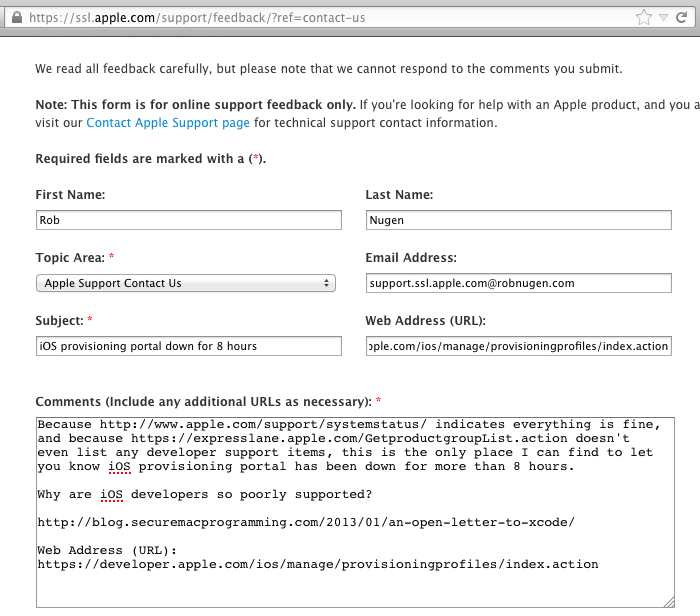 https://ssl.apple.com/support/feedback/?ref=contact-us
We read all feedback carefully, but please note that we cannot respond to the comments you submit.
Note: This form is for online support feedback only. If you're looking for help with an Apple product, and you a
visit our Contact Apple Support page for technical support contact information.
Required fields are marked with a (*).
First Name:
Last Name:
Rob
Nugen
Topic Area: *
Email Address:
Apple Support Contact Us
support.ssl.apple.com@robnugen.com
Subject: *
Web Address (URL):
iOS provisioning portal down for 8 hours
pple.com/ios/manage/provisioningprofiles/index.action
Comments (Include any additional URLs as necessary): *
Because http://www.apple.com/support/systemstatus/ indicates everything is fine,
and because https://expresslane.apple.com/GetproductgroupList.action doesn't
even list any developer support items, this is the only place I can find to let
you know iOS provisioning portal has been down for more than 8 hours.
Why are iOS developers so poorly supported?
http://blog.securemacprogramming.com/2013/01/an-open-letter-to-xcode/
Web Address (URL):
https://developer.apple.com/ios/manage/provisioningprofiles/index.action